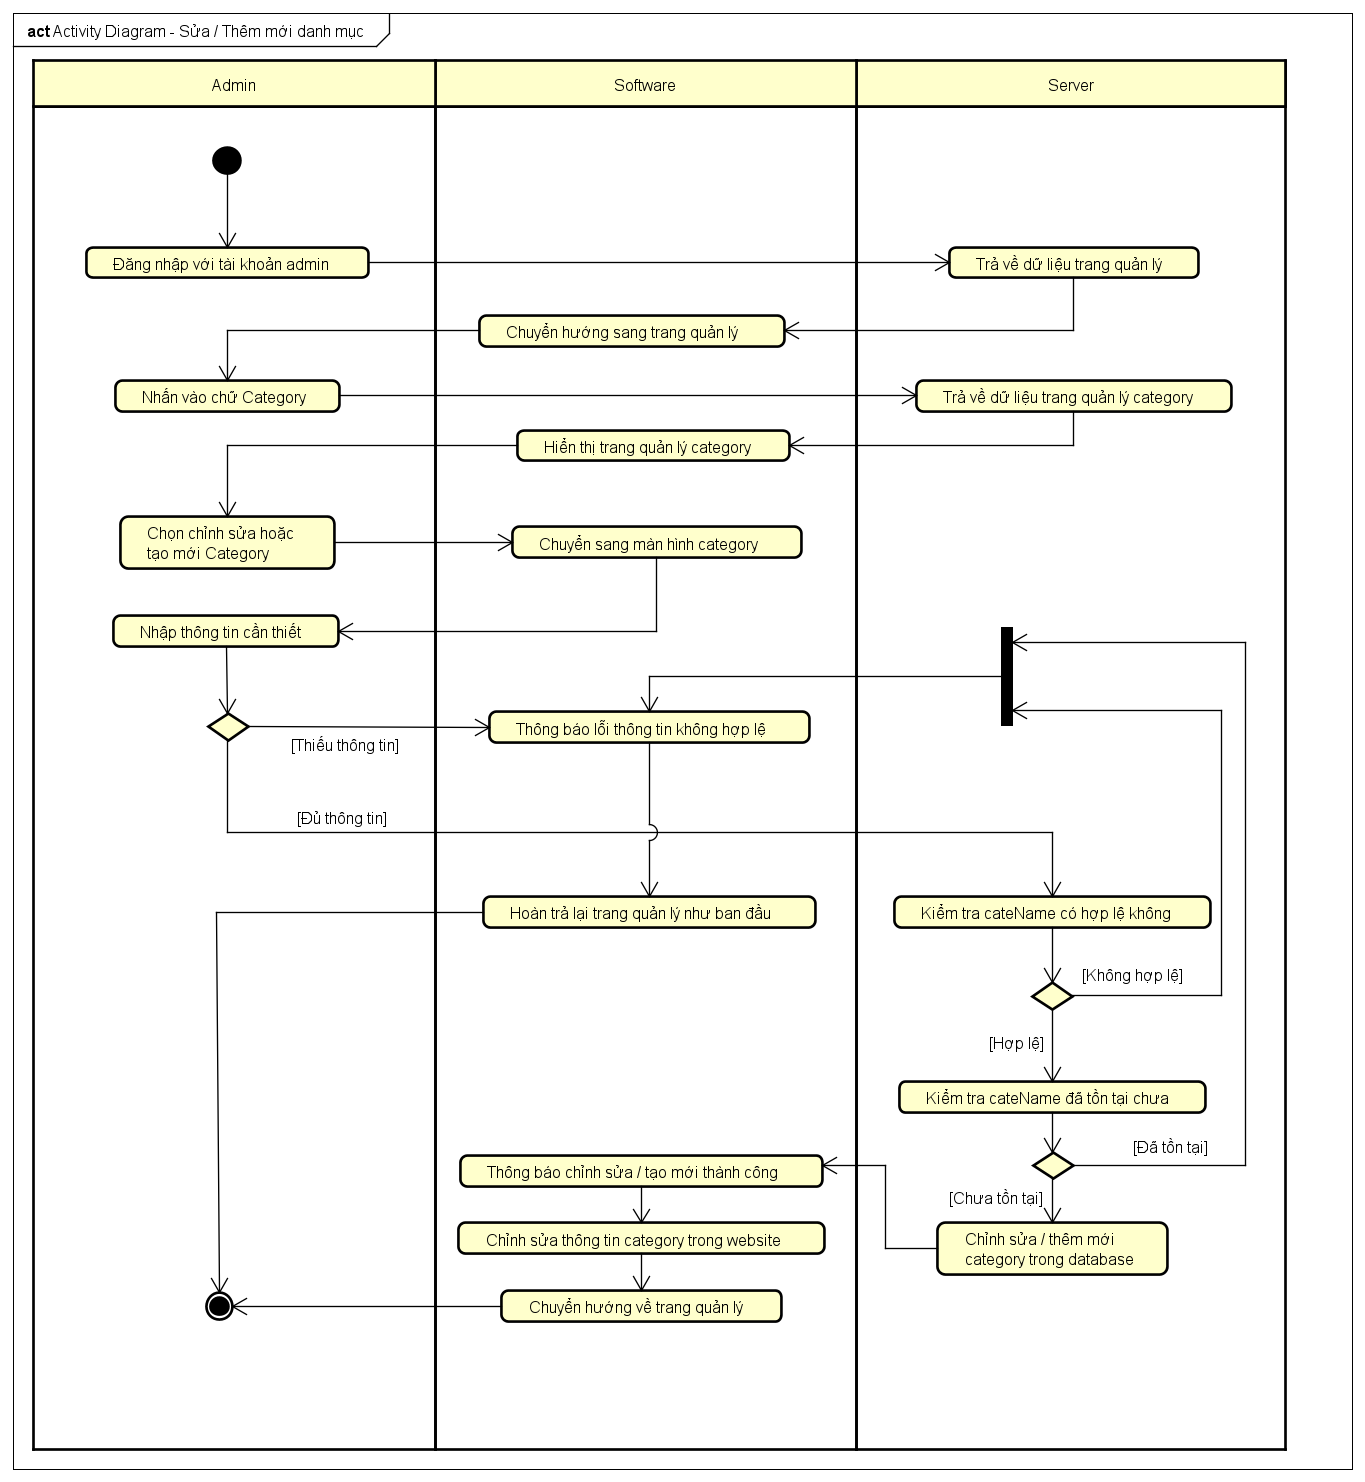 act Activity Diagram - Sửa / Thêm mới danh mục
Admin
Software
Server
Đăng nhập với tài khoản admin
Trả về dữ liệu trang quản lý
Chuyển hướng sang trang quản lý
Nhấn vào chữ Category
Trả về dữ liệu trang quản lý category
Hiển thị trang quản lý category
Chọn chỉnh sửa hoặc
tạo mới Category
Chuyển sang màn hình category
Nhập thông tin cần thiết
Thông báo lỗi thông tin không hợp lệ
[Thiếu thông tin]
[Đủ thông tin]
Hoàn trả lại trang quản lý như ban đầu
Kiểm tra cateName có hợp lệ không
[Không hợp lệ]
[Hợp lệ]
Kiểm tra cateName đã tồn tại chưa
[Đã tồn tại]
Thông báo chỉnh sửa / tạo mới thành công
[Chưa tồn tại]
Chỉnh sửa thông tin category trong website
Chỉnh sửa / thêm mới
category trong database
Chuyển hướng về trang quản lý